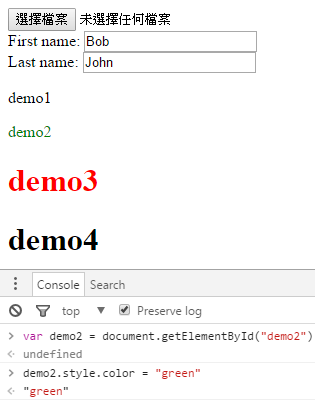 選擇檔案 未選擇任何檔案
First name: Bob
Last name: John
demo1
demo2
demo3
demo4
Console Search
top Preserve log
> var demo2 = document.getElementById("demo2")
undefined
> demo2.style.color = "green"
"green"